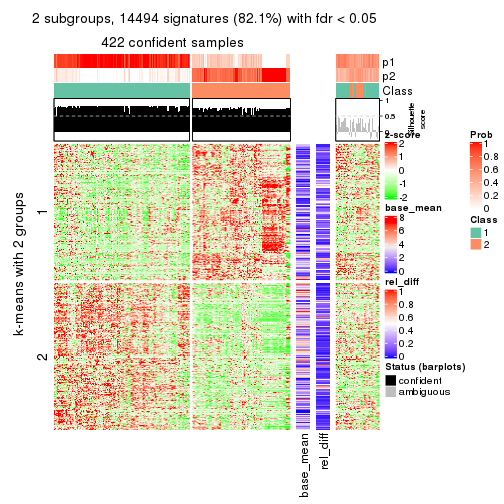 2 subgroups, 14494 signatures (82.1%) with fdr < 0.05
422 confident samples
p1
p2
Class
1
0.5
0
Silhouette score
k-means with 2 groups
1
2
base_mean
rel_diff
z-score
2
1
0
-1
-2
base_mean
8
6
4
2
0
rel_diff
1
0.8
0.6
0.4
0.2
0
Status (barplots)
confident
ambiguous
Prob
1
0.8
0.6
0.4
0.2
0
Class
1
2